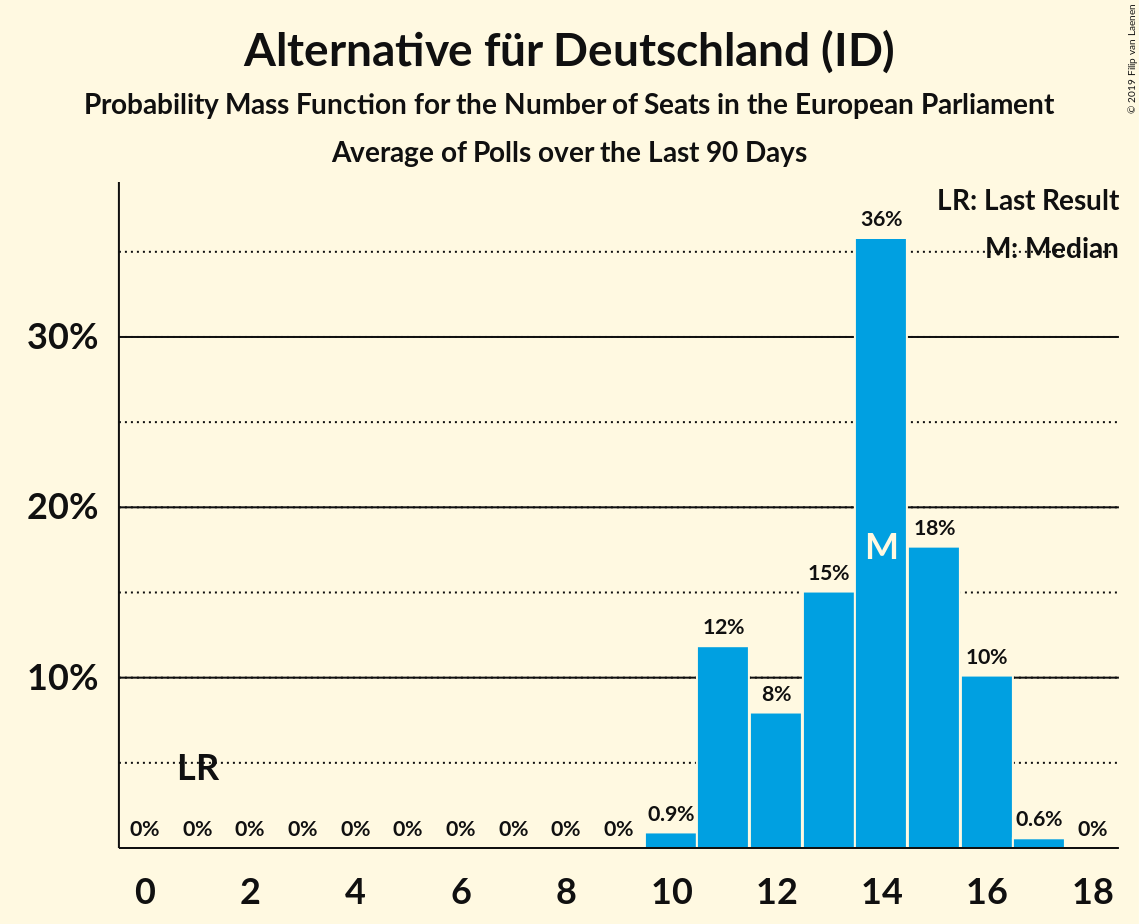 Alternative für Deutschland (ID)
Probability Mass Function for the Number of Seats in the European Parliament
Average of Polls over the Last 90 Days
© 2019 Filip van Laenen
LR: Last Result
M: Median
36%
30%
20%
18%
M
15%
12%
10%
10%
8%
LR
0% 0% 0% 0% 0% 0% 0% 0% 0% 0% 0.9% 0.6% 0%
0 2 4 6 8 10 12 14 16 18